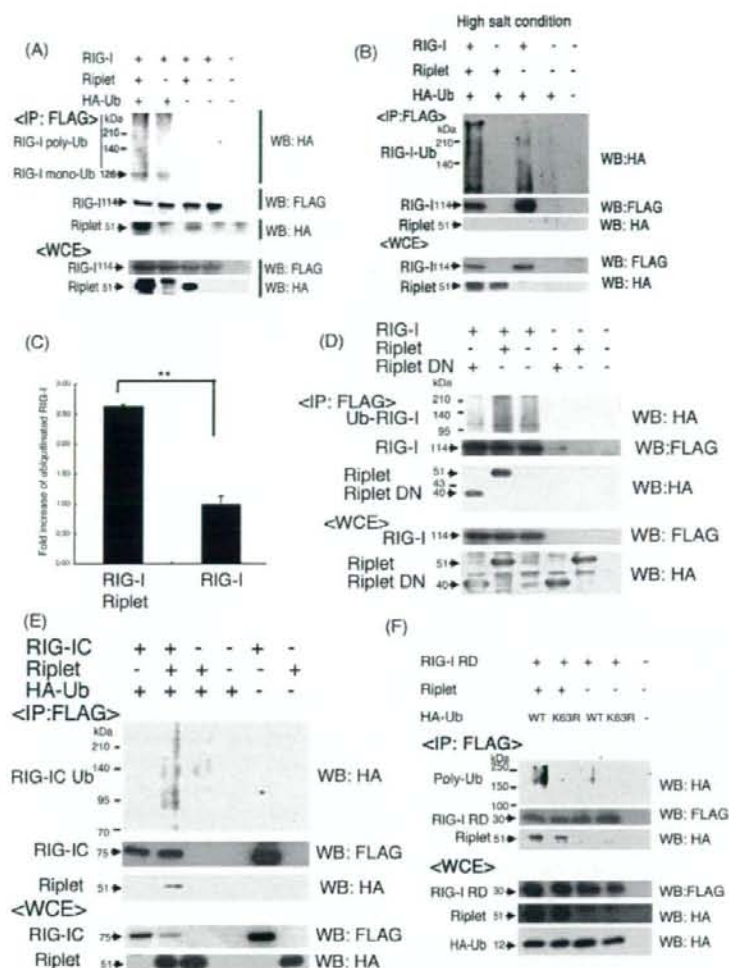 (A)
RIG-I + + + + -
Riplet + - + - -
HA-Ub + + - - -
<IP: FLAG>
kDa
210
RIG-I poly-Ub
140
WB: HA
RIG-I mono-Ub 126
RIG-I 114 WB: FLAG
Riplet 51 WB: HA
<WCE>
RIG-I 114 WB: FLAG
Riplet 51 WB: HA
High salt condition
(B)
RIG-I + - + - -
Riplet + + - - -
HA-Ub + + + + -
<IP:FLAG>
kDa
210
RIG-I-Ub
140
WB:HA
RIG-I 114 WB:FLAG
Riplet 51 WB: HA
<WCE>
RIG-I 114 WB: FLAG
Riplet 51 WB: HA
(C)
**
Fold increase of ubiquitinated RIG-I
RIG-I
Riplet
RIG-I
(D)
RIG-I + + + - - -
Riplet - + - - + -
Riplet DN + - - + - -
<IP: FLAG>
kDa
210
Ub-RIG-I
140
95
WB: HA
RIG-I 114 WB:FLAG
Riplet 51
43
Riplet DN 40
WB:HA
<WCE>
RIG-I 114 WB: FLAG
Riplet 51
Riplet DN 40
WB: HA
(E)
RIG-IC + + - - + -
Riplet - + + - - +
HA-Ub + + + + - -
<IP:FLAG>
kDa
210
140
RIG-IC Ub
95
70
WB: HA
RIG-IC 75 WB: FLAG
Riplet 51 WB: HA
<WCE>
RIG-IC 75 WB: FLAG
Riplet 51 WB: HA
(F)
RIG-I RD + + + + -
Riplet + + - - -
HA-Ub WT K63R WT K63R -
<IP: FLAG>
kDa
250
Poly-Ub
150
100
WB: HA
RIG-I RD 30 WB: FLAG
Riplet 51 WB: HA
<WCE>
RIG-I RD 30 WB:FLAG
Riplet 51 WB: HA
HA-Ub 12 WB: HA